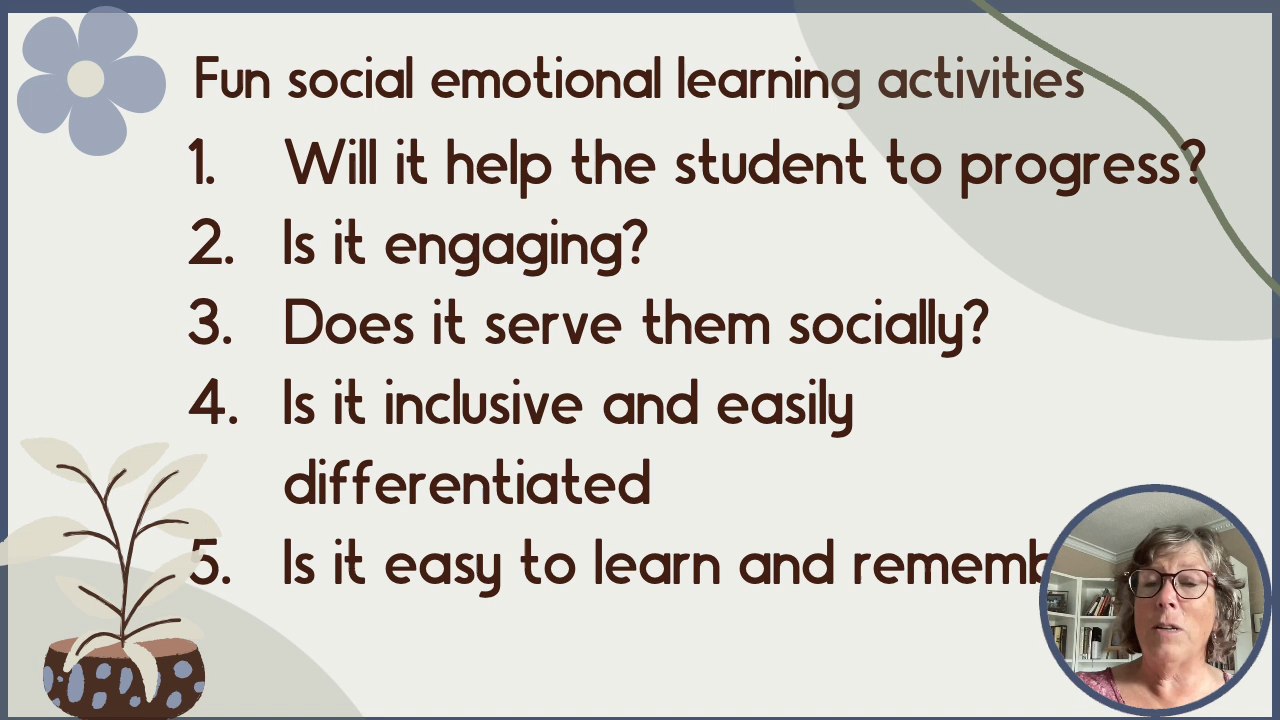 Fun social emotional learning activities
1. Will it help the student to progress?
2. Is it engaging?
3. Does it serve them socially?
4. Is it inclusive and easily
differentiated
5. Is it easy to learn and